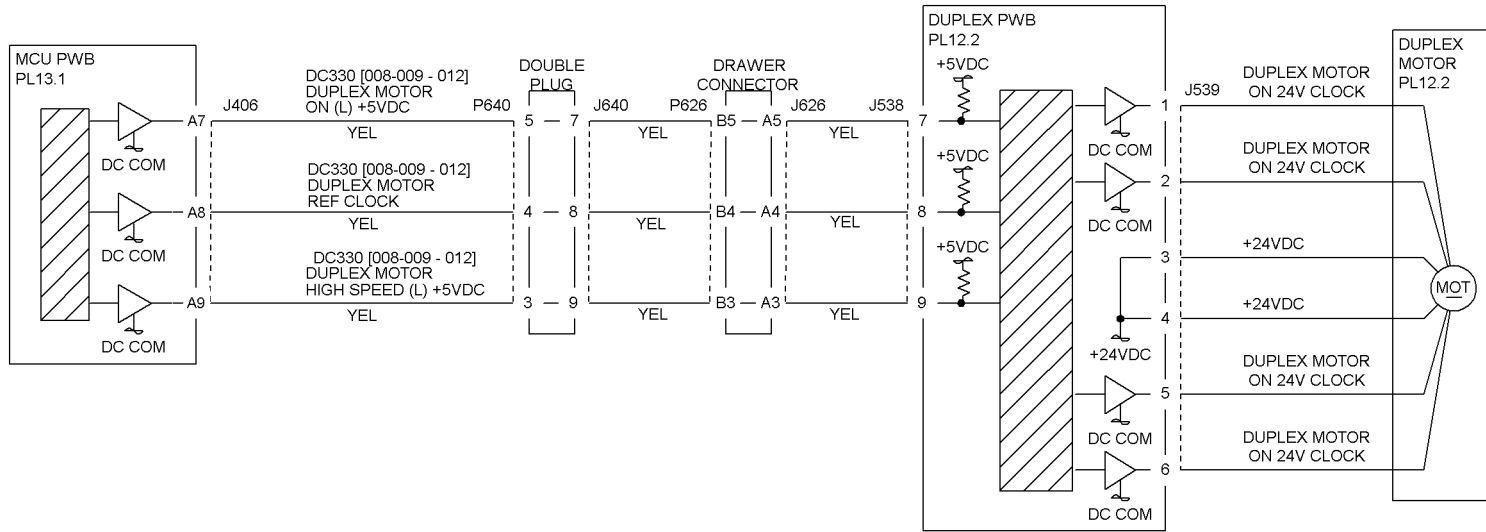 MCU PWB
PL13.1
DC COM
DC COM
DC COM
A7
A8
A9
J406
DC330 [008-009 - 012]
DUPLEX MOTOR
ON (L) +5VDC
YEL
DC330 [008-009 - 012]
DUPLEX MOTOR
REF CLOCK
YEL
DC330 [008-009 - 012]
DUPLEX MOTOR
HIGH SPEED (L) +5VDC
YEL
P640
DOUBLE
PLUG
J640
5 – 7
4 – 8
3 – 9
YEL
YEL
YEL
P626
DRAWER
CONNECTOR
J626
B5 – A5
B4 – A4
B3 – A3
YEL
YEL
YEL
J538
7
8
9
DUPLEX PWB
PL12.2
+5VDC
+5VDC
+5VDC
DC COM
DC COM
+24VDC
DC COM
DC COM
1
2
3
4
5
6
J539
DUPLEX MOTOR
ON 24V CLOCK
DUPLEX MOTOR
ON 24V CLOCK
+24VDC
+24VDC
DUPLEX MOTOR
ON 24V CLOCK
DUPLEX MOTOR
ON 24V CLOCK
DUPLEX
MOTOR
PL12.2
MOT